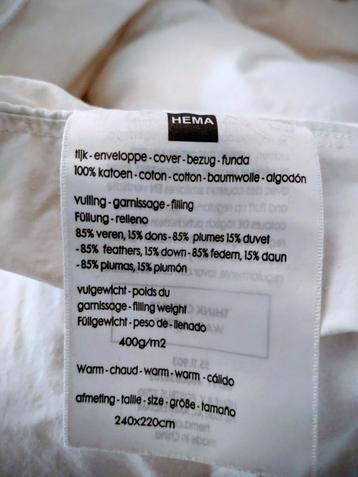 HEMA
tijk - enveloppe - cover - bezug - funda
100% katoen - coton - cotton - baumwolle - algodón
vulling - garnissage - filling
Füllung - relleno
85% veren, 15% dons - 85% plumes 15% duvet
- 85% feathers, 15% down - 85% federn, 15% daun
- 85% plumas, 15% plumón
vulgewicht - poids du
garnissage - filling weight
Füllgewicht - peso de - llenado
400g/m2
Warm - chaud - warm - warm - cálido
afmeting - taille - size - größe - tamaño
240x220cm